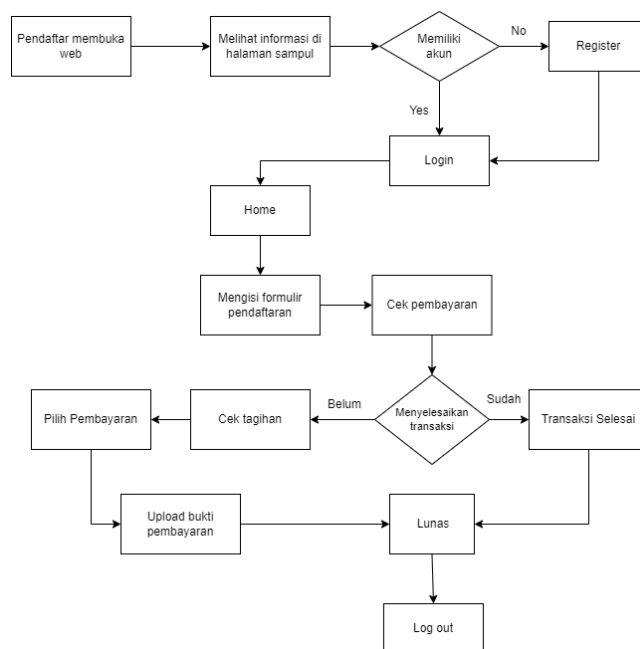 Pendaftar membuka
web
Melihat informasi di
halaman sampul
Memiliki
akun
No
Register
Yes
Login
Home
Mengisi formulir
pendaftaran
Cek pembayaran
Menyelesaikan
transaksi
Belum
Sudah
Pilih Pembayaran
Cek tagihan
Transaksi Selesai
Upload bukti
pembayaran
Lunas
Log out